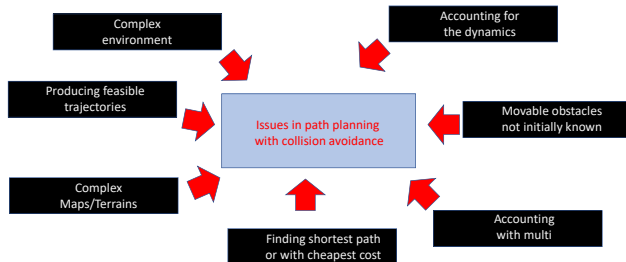 Complex
environment
Accounting for
the dynamics
Producing feasible
trajectories
Issues in path planning
with collision avoidance
Movable obstacles
not initially known
Complex
Maps/Terrains
Accounting
with multi
Finding shortest path
or with cheapest cost